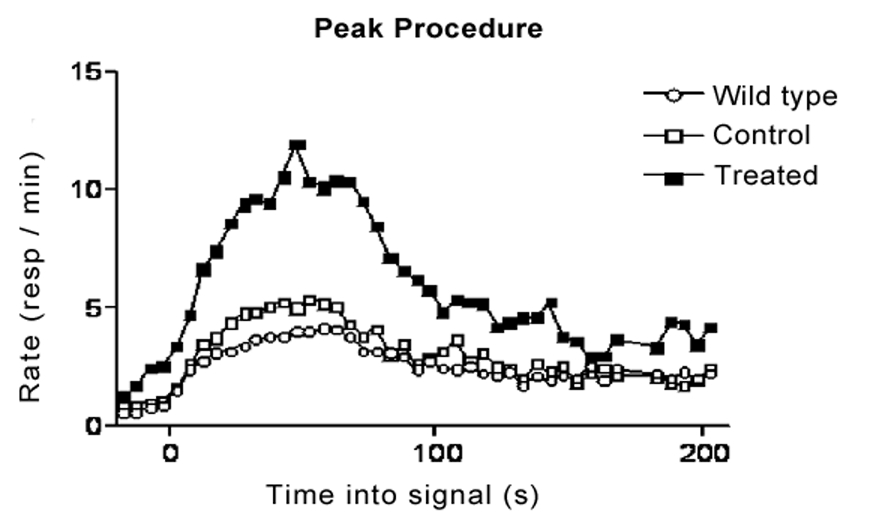 Peak Procedure
15
10
5
0
Rate (resp / min)
Wild type
Control
Treated
0 100 200
Time into signal (s)